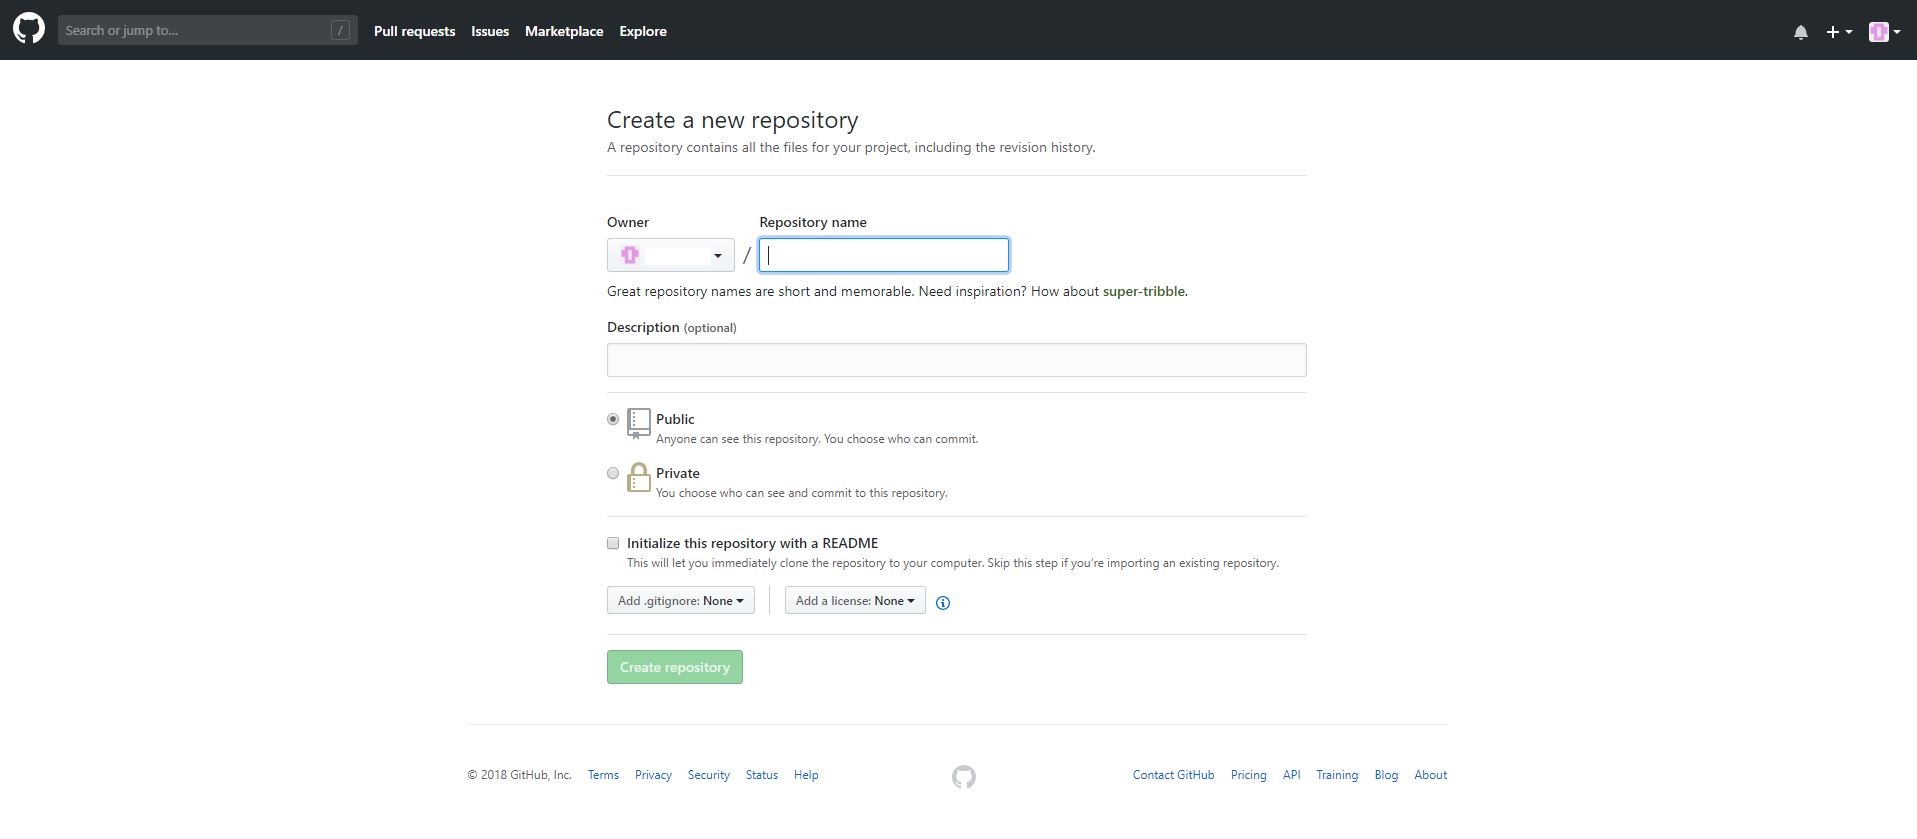 Search or jump to... /
Pull requests Issues Marketplace Explore
Create a new repository
A repository contains all the files for your project, including the revision history.
Owner Repository name
/
Great repository names are short and memorable. Need inspiration? How about super-tribble.
Description (optional)
Public
Anyone can see this repository. You choose who can commit.
Private
You choose who can see and commit to this repository.
Initialize this repository with a README
This will let you immediately clone the repository to your computer. Skip this step if you're importing an existing repository.
Add .gitignore: None Add a license: None
Create repository
© 2018 GitHub, Inc. Terms Privacy Security Status Help Contact GitHub Pricing API Training Blog About